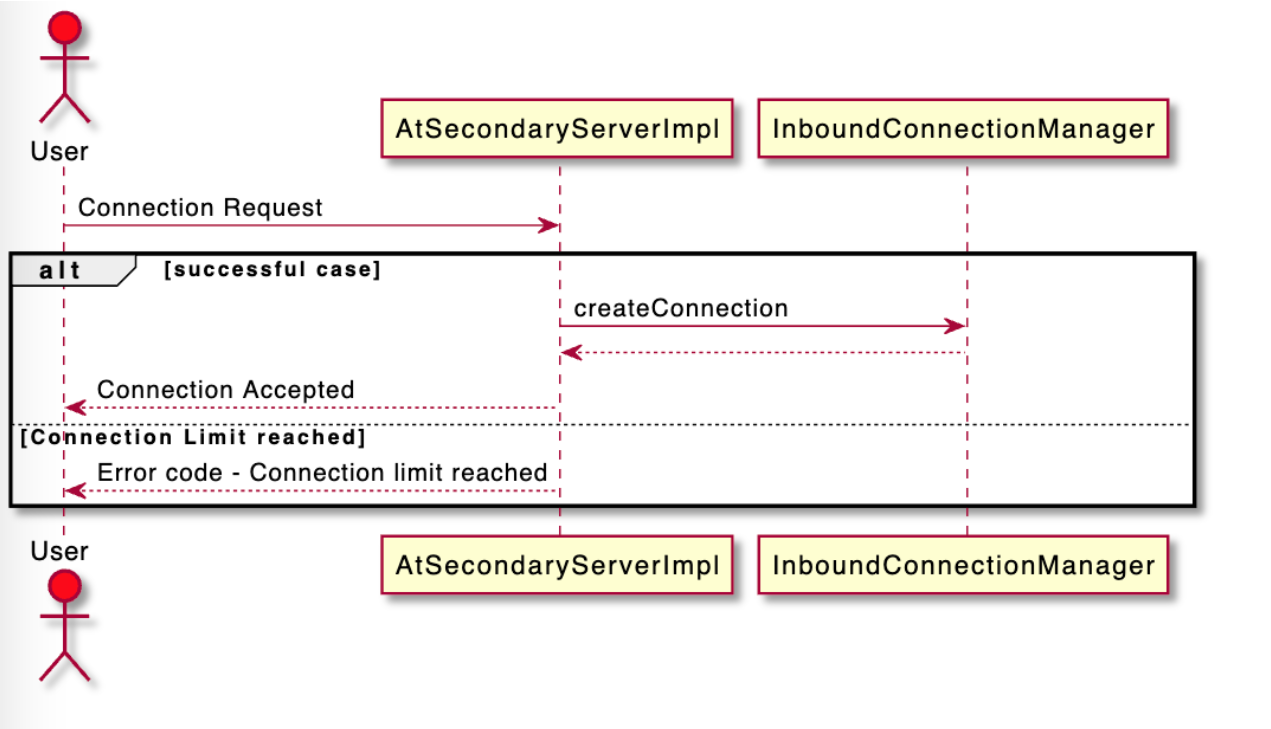 User
AtSecondaryServerImpl
InboundConnectionManager
Connection Request
alt
[successful case]
createConnection
Connection Accepted
[Connection Limit reached]
Error code - Connection limit reached
User
AtSecondaryServerImpl
InboundConnectionManager